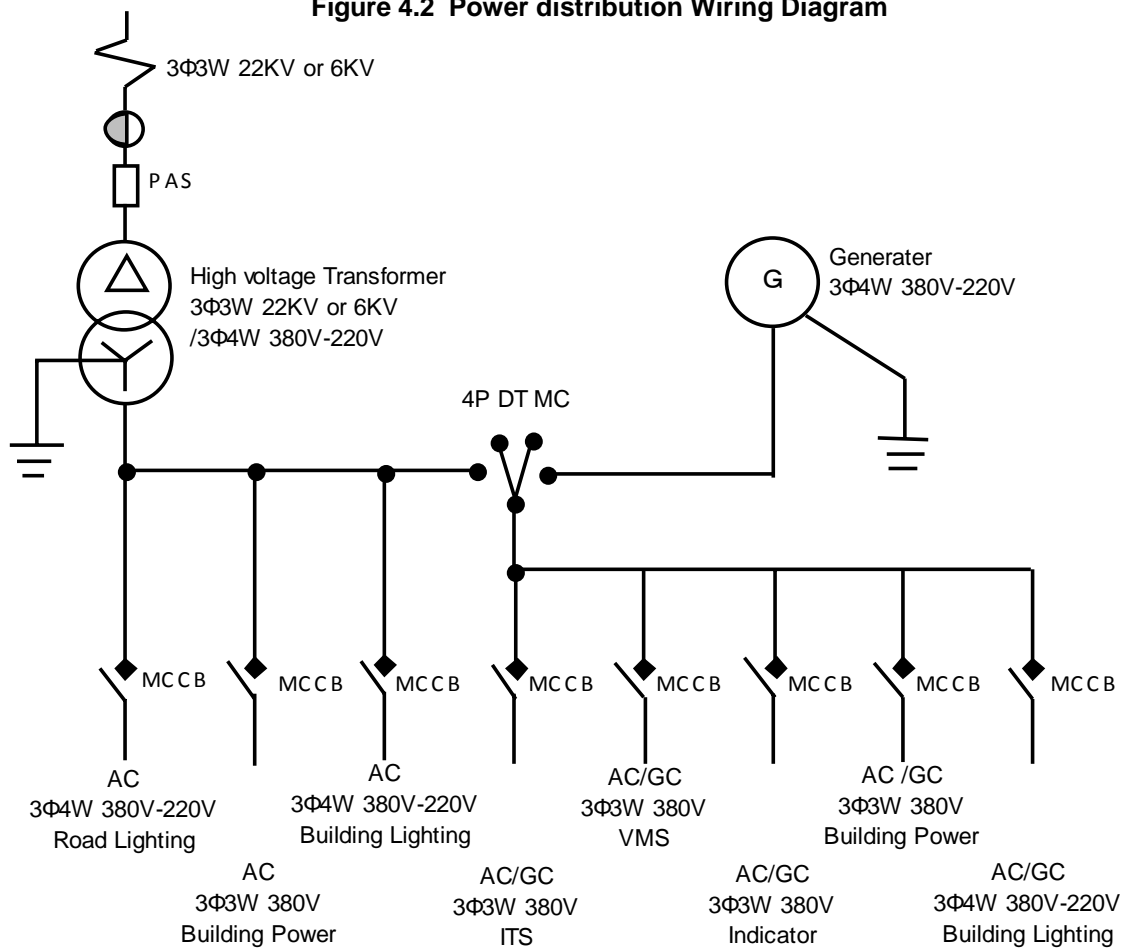 Figure 4.2 Power distribution Wiring Diagram
3Φ3W 22KV or 6KV
PAS
High voltage Transformer
3Φ3W 22KV or 6KV
/3Φ4W 380V-220V
G
Generater
3Φ4W 380V-220V
4P DT MC
MCCB
MCCB
MCCB
MCCB
MCCB
MCCB
MCCB
MCCB
AC
3Φ4W 380V-220V
Road Lighting
AC
3Φ3W 380V
Building Power
AC
3Φ4W 380V-220V
Building Lighting
AC/GC
3Φ3W 380V
ITS
AC/GC
3Φ3W 380V
VMS
AC/GC
3Φ3W 380V
Indicator
AC /GC
3Φ3W 380V
Building Power
AC/GC
3Φ4W 380V-220V
Building Lighting